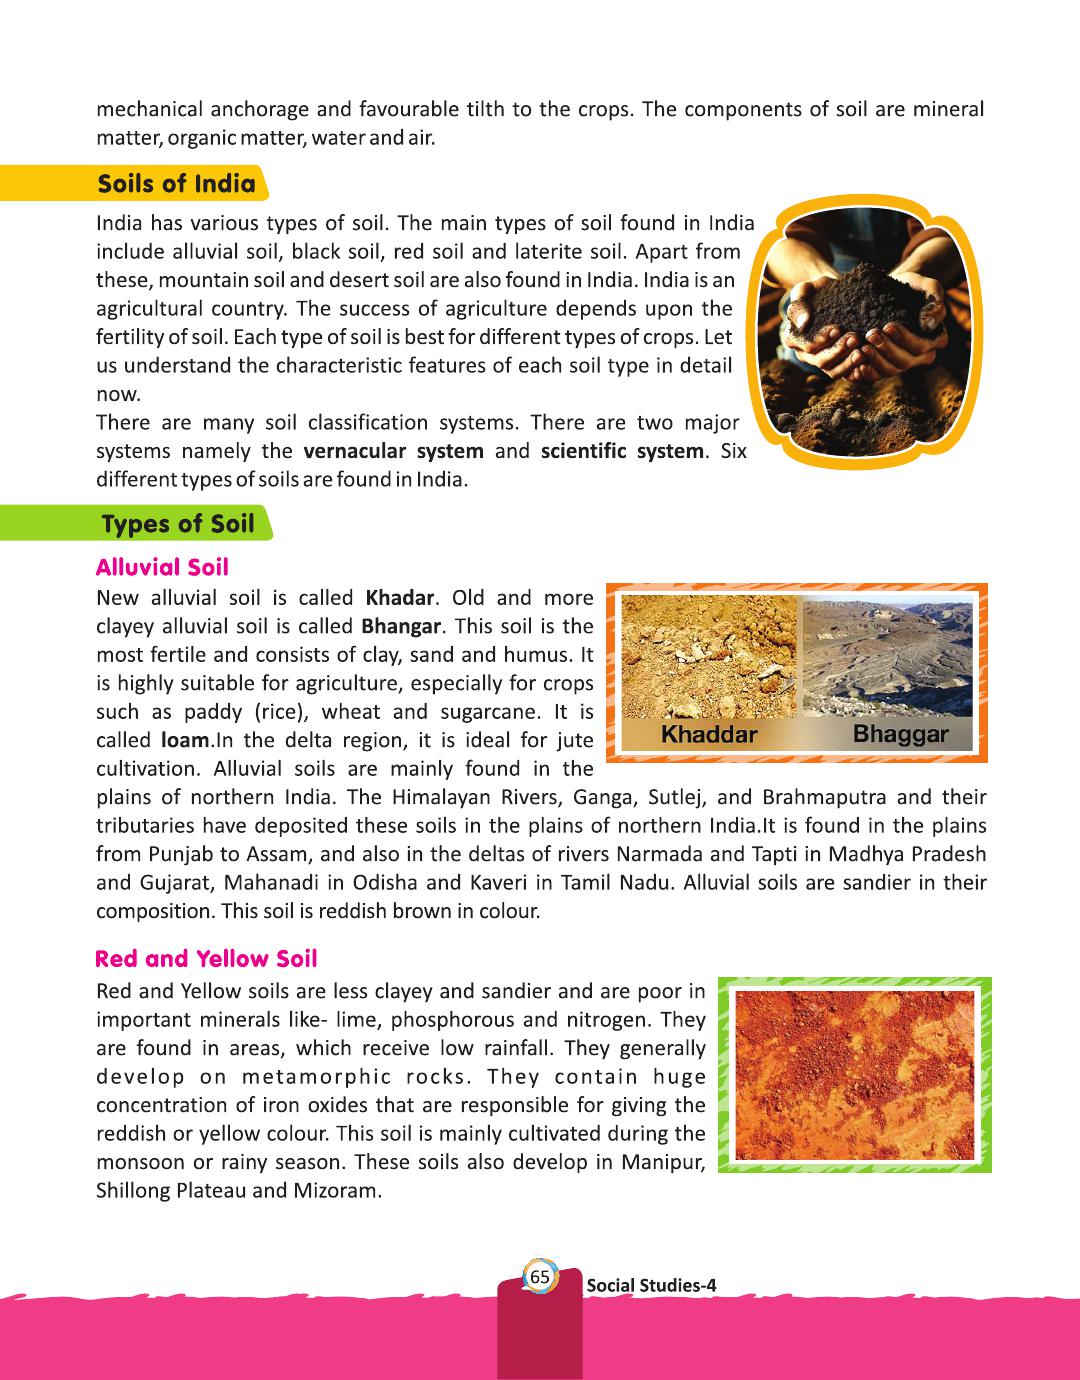 mechanical anchorage and favourable tilth to the crops. The components of soil are mineral
matter, organic matter, water and air.
Soils of India
India has various types of soil. The main types of soil found in India
include alluvial soil, black soil, red soil and laterite soil. Apart from
these, mountain soil and desert soil are also found in India. India is an
agricultural country. The success of agriculture depends upon the
fertility of soil. Each type of soil is best for different types of crops. Let
us understand the characteristic features of each soil type in detail
now.
There are many soil classification systems. There are two major
systems namely the vernacular system and scientific system. Six
different types of soils are found in India.
Types of Soil
Alluvial Soil
New alluvial soil is called Khadar. Old and more
clayey alluvial soil is called Bhangar. This soil is the
most fertile and consists of clay, sand and humus. It
is highly suitable for agriculture, especially for crops
such as paddy (rice), wheat and sugarcane. It is
called loam.In the delta region, it is ideal for jute
cultivation. Alluvial soils are mainly found in the
Khaddar
Bhaggar
plains of northern India. The Himalayan Rivers, Ganga, Sutlej, and Brahmaputra and their
tributaries have deposited these soils in the plains of northern India.It is found in the plains
from Punjab to Assam, and also in the deltas of rivers Narmada and Tapti in Madhya Pradesh
and Gujarat, Mahanadi in Odisha and Kaveri in Tamil Nadu. Alluvial soils are sandier in their
composition. This soil is reddish brown in colour.
Red and Yellow Soil
Red and Yellow soils are less clayey and sandier and are poor in
important minerals like- lime, phosphorous and nitrogen. They
are found in areas, which receive low rainfall. They generally
develop on metamorphic rocks. They contain huge
concentration of iron oxides that are responsible for giving the
reddish or yellow colour. This soil is mainly cultivated during the
monsoon or rainy season. These soils also develop in Manipur,
Shillong Plateau and Mizoram.
65
Social Studies-4